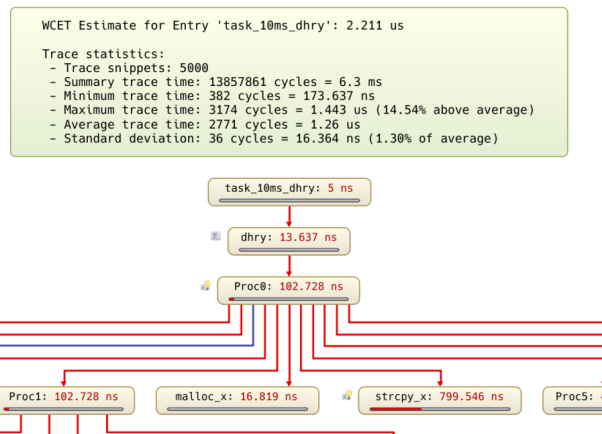 WCET Estimate for Entry 'task_10ms_dhry': 2.211 us
Trace statistics:
- Trace snippets: 5000
- Summary trace time: 13857861 cycles = 6.3 ms
- Minimum trace time: 382 cycles = 173.637 ns
- Maximum trace time: 3174 cycles = 1.443 us (14.54% above average)
- Average trace time: 2771 cycles = 1.26 us
- Standard deviation: 36 cycles = 16.364 ns (1.30% of average)
task_10ms_dhry: 5 ns
dhry: 13.637 ns
Proc0: 102.728 ns
Proc1: 102.728 ns
malloc_x: 16.819 ns
strcpy_x: 799.546 ns
Proc5: